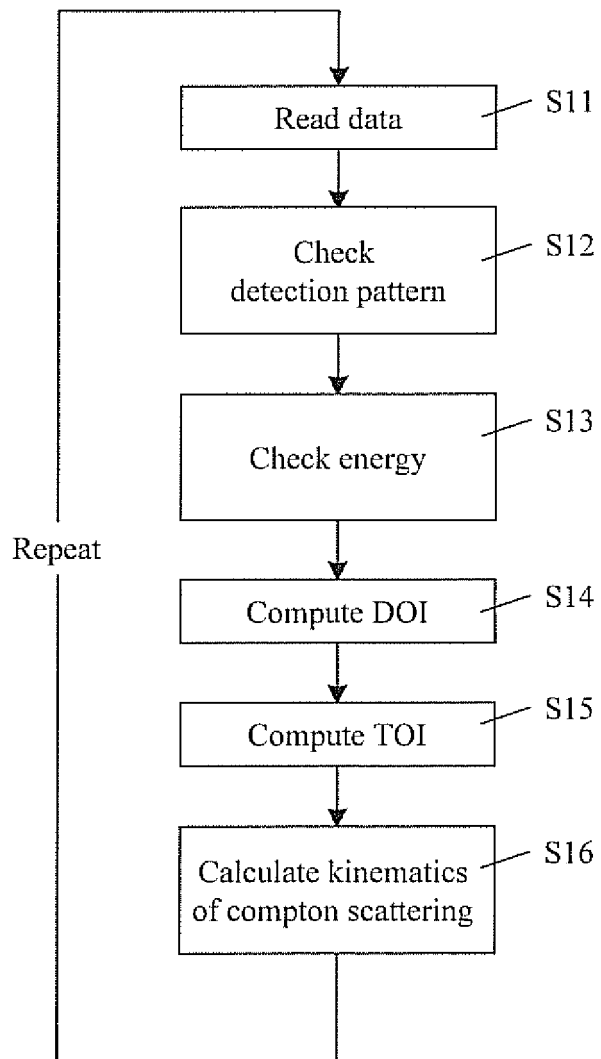 Read data
S11
Check
detection pattern
S12
Check energy
S13
Repeat
Compute DOI
S14
Compute TOI
S15
Calculate kinematics
of compton scattering
S16